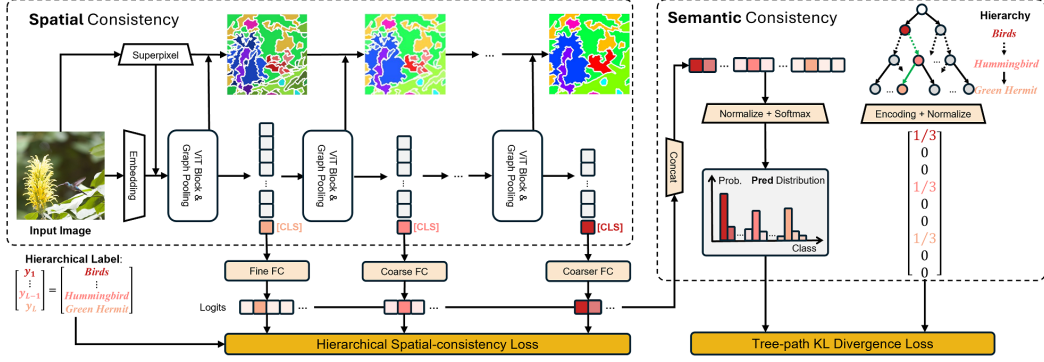 Spatial Consistency
Superpixel
...
Embedding
ViT Block &
Graph Pooling
ViT Block &
Graph Pooling
...
ViT Block &
Graph Pooling
Input Image
[CLS]
[CLS]
[CLS]
Hierarchical Label:
y1
⋮
yL−1
yL
=
Birds
⋮
Hummingbird
Green Hermit
Fine FC
Coarse FC
...
Coarser FC
Logits
...
...
...
Hierarchical Spatial-consistency Loss
Semantic Consistency
Concat
... ...
Normalize + Softmax
Prob. Pred Distribution
... ...
Class
Hierarchy
Birds
Hummingbird
Green Hermit
... ...
Encoding + Normalize
1/3
0
0
1/3
0
0
1/3
0
0
Tree-path KL Divergence Loss